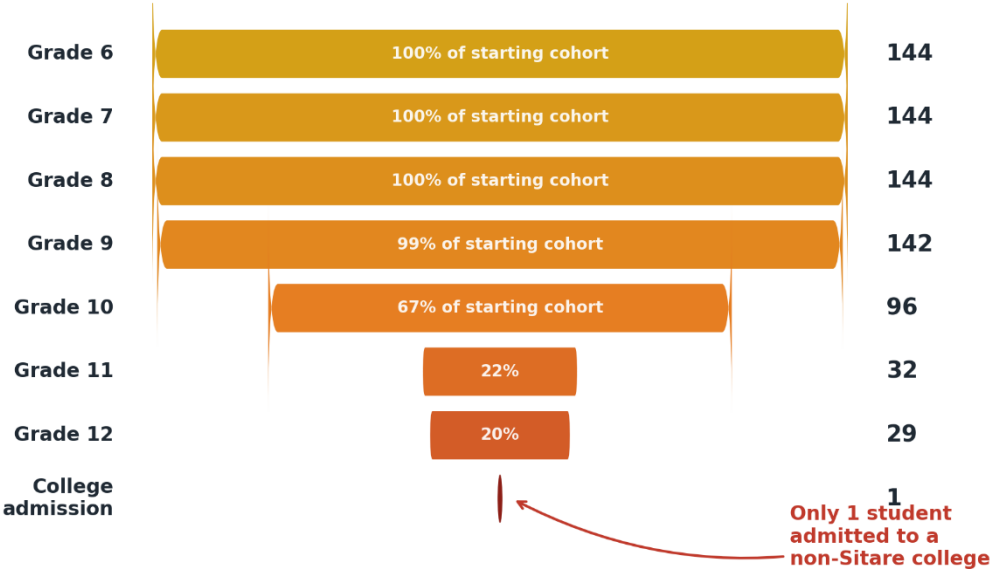 Grade 6 100% of starting cohort 144
Grade 7 100% of starting cohort 144
Grade 8 100% of starting cohort 144
Grade 9 99% of starting cohort 142
Grade 10 67% of starting cohort 96
Grade 11 22% 32
Grade 12 20% 29
College
admission 1
Only 1 student
admitted to a
non-Sitare college